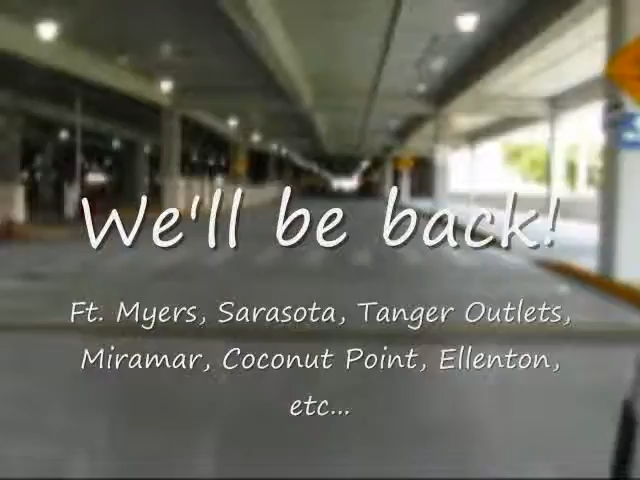 We'll be back!
Ft. Myers, Sarasota, Tanger Outlets,
Miramar, Coconut Point, Ellenton,
etc...